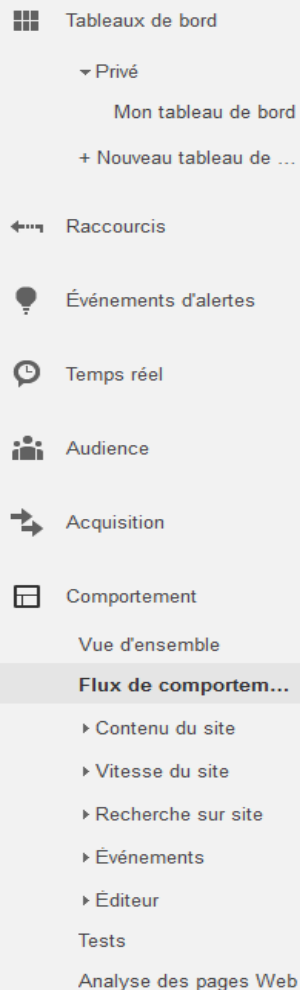 Tableaux de bord
Privé
Mon tableau de bord
+ Nouveau tableau de ...
Raccourcis
Événements d'alertes
Temps réel
Audience
Acquisition
Comportement
Vue d'ensemble
Flux de comportem...
Contenu du site
Vitesse du site
Recherche sur site
Événements
Éditeur
Tests
Analyse des pages Web